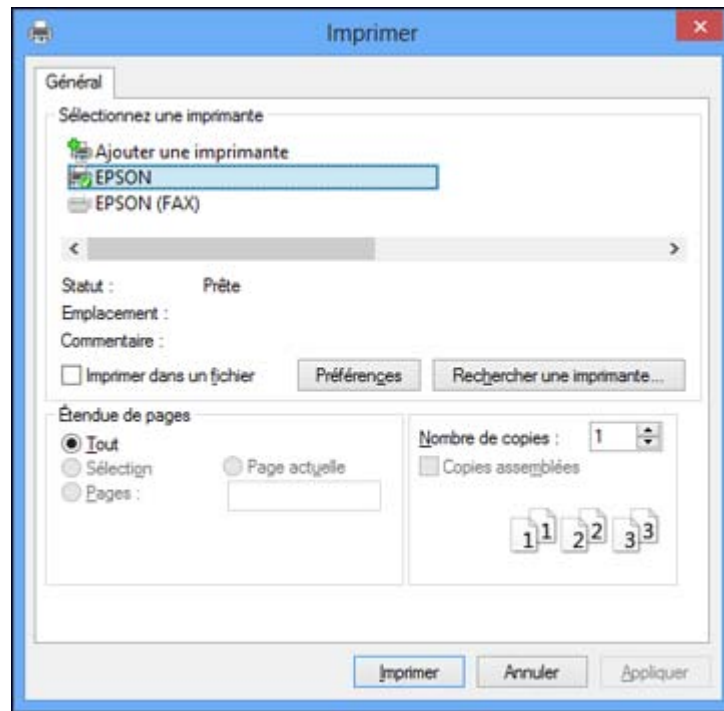 Imprimer
Général
Sélectionnez une imprimante
Ajouter une imprimante
EPSON
EPSON (FAX)
Statut : Prête
Emplacement :
Commentaire :
Imprimer dans un fichier Préférences Rechercher une imprimante...
Étendue de pages
Tout
Sélection Page actuelle
Pages :
Nombre de copies : 1
Copies assemblées
1 1 2 2 3 3
Imprimer Annuler Appliquer